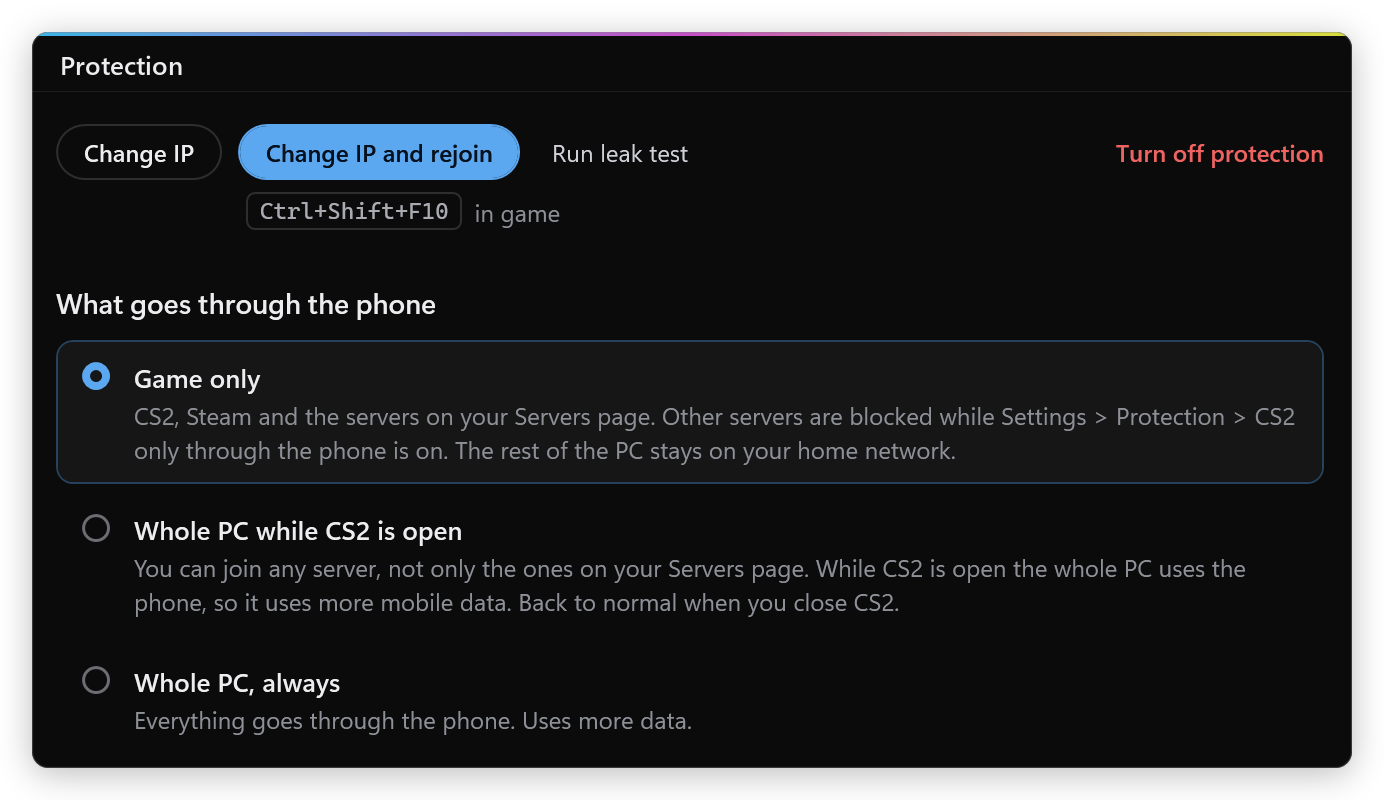 Protection
Change IP
Change IP and rejoin
Run leak test
Turn off protection
Ctrl+Shift+F10 in game
What goes through the phone
Game only
CS2, Steam and the servers on your Servers page. Other servers are blocked while Settings > Protection > CS2
only through the phone is on. The rest of the PC stays on your home network.
Whole PC while CS2 is open
You can join any server, not only the ones on your Servers page. While CS2 is open the whole PC uses the
phone, so it uses more mobile data. Back to normal when you close CS2.
Whole PC, always
Everything goes through the phone. Uses more data.